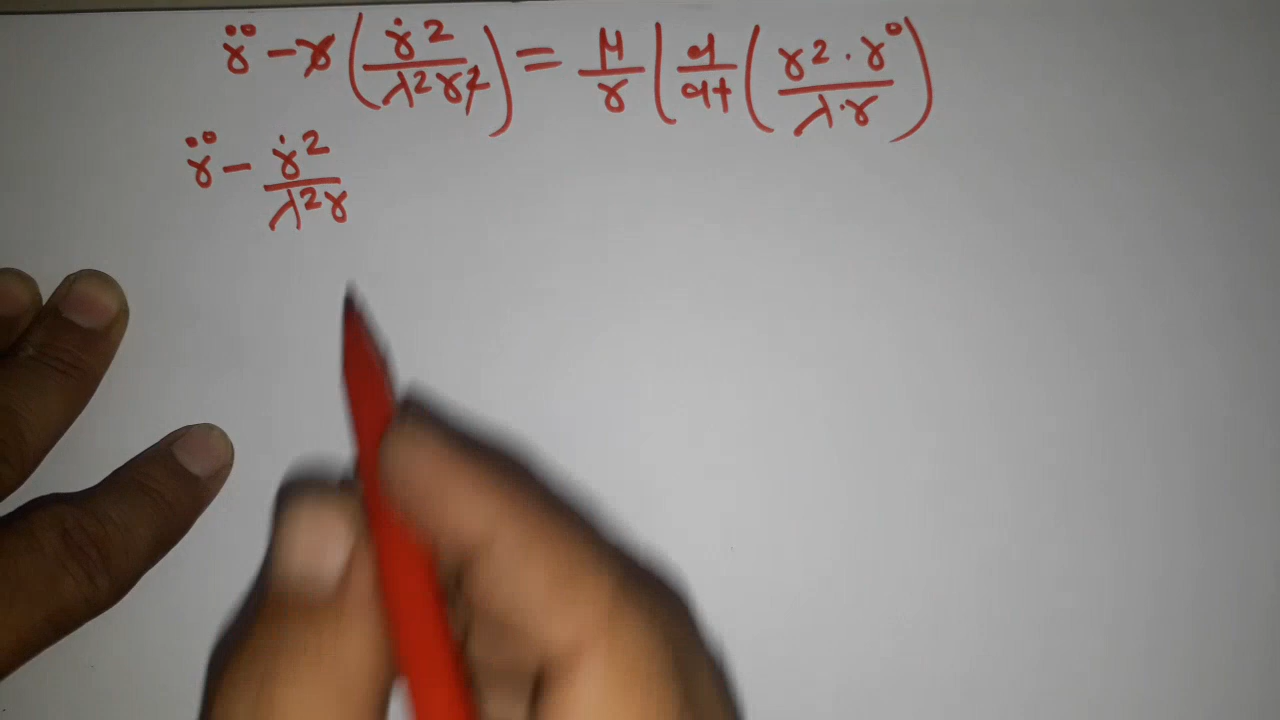 r̈ - r ( ṙ² / λ²r² ) = μ/r ( d/dt ( r² · ṙ / λ·r )
r̈ - ṙ² / λ²r